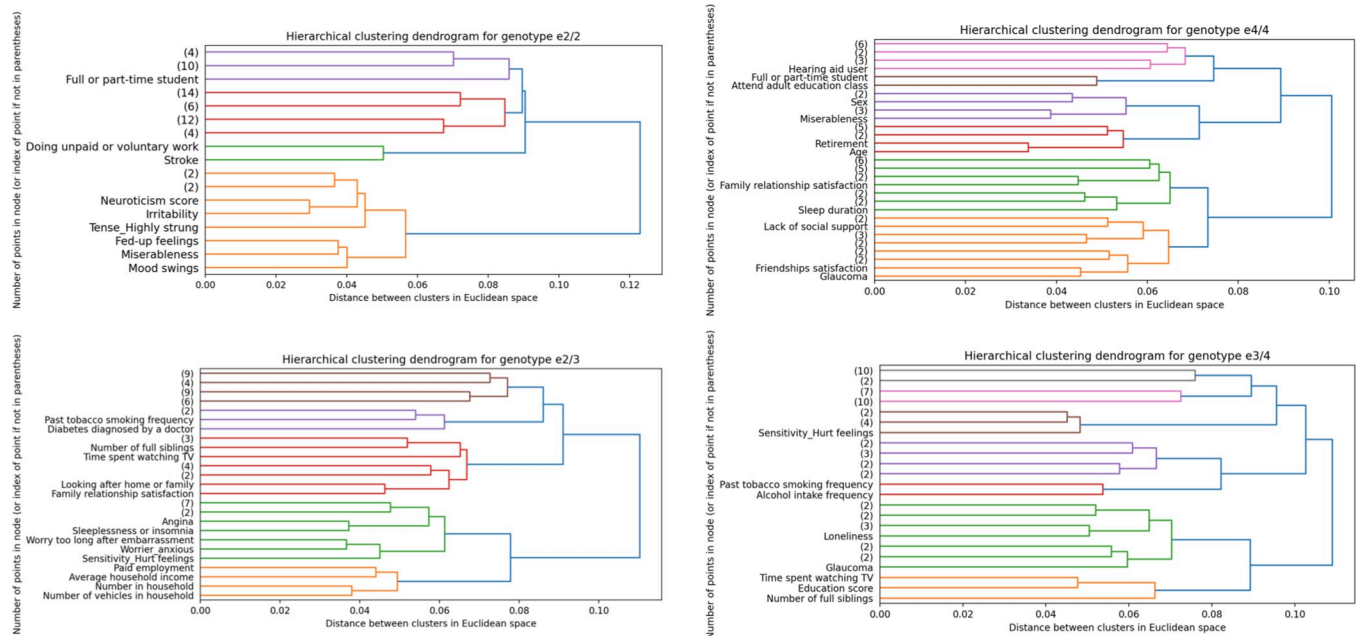 Hierarchical clustering dendrogram for genotype e2/2
Number of points in node (or index of point if not in parentheses)
(4)
(10)
Full or part-time student
(14)
(6)
(12)
(4)
Doing unpaid or voluntary work
Stroke
(2)
(2)
Neuroticism score
Irritability
Tense_Highly strung
Fed-up feelings
Miserableness
Mood swings
0.00 0.02 0.04 0.06 0.08 0.10 0.12
Distance between clusters in Euclidean space
Hierarchical clustering dendrogram for genotype e4/4
Number of points in node (or index of point if not in parentheses)
(6)
(2)
(3)
Hearing aid user
Full or part-time student
Attend adult education class
(2)
Sex
(3)
Miserableness
(5)
(2)
Retirement
Age
(6)
(5)
(2)
Family relationship satisfaction
(2)
(2)
Sleep duration
(2)
Lack of social support
(3)
(2)
(2)
(2)
Friendships satisfaction
Glaucoma
0.00 0.02 0.04 0.06 0.08 0.10
Distance between clusters in Euclidean space
Hierarchical clustering dendrogram for genotype e2/3
Number of points in node (or index of point if not in parentheses)
(9)
(4)
(9)
(6)
(2)
Past tobacco smoking frequency
Diabetes diagnosed by a doctor
(3)
Number of full siblings
Time spent watching TV
(4)
(2)
Looking after home or family
Family relationship satisfaction
(7)
(2)
Angina
Sleeplessness or insomnia
Worry too long after embarrassment
Worrier_anxious
Sensitivity_Hurt feelings
Paid employment
Average household income
Number in household
Number of vehicles in household
0.00 0.02 0.04 0.06 0.08 0.10
Distance between clusters in Euclidean space
Hierarchical clustering dendrogram for genotype e3/4
Number of points in node (or index of point if not in parentheses)
(10)
(2)
(7)
(10)
(2)
(4)
Sensitivity_Hurt feelings
(2)
(3)
(2)
(2)
Past tobacco smoking frequency
Alcohol intake frequency
(2)
(2)
(3)
Loneliness
(2)
(2)
Glaucoma
Time spent watching TV
Education score
Number of full siblings
0.00 0.02 0.04 0.06 0.08 0.10
Distance between clusters in Euclidean space